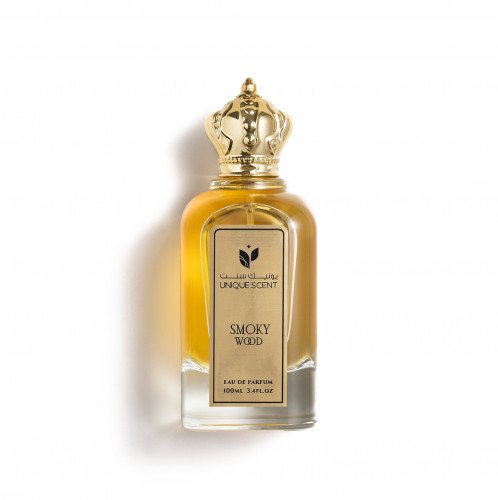 يونيك سنت
UNIQUE SCENT
SMOKY
WOOD
EAU DE PARFUM
100ML 3.4FL.OZ